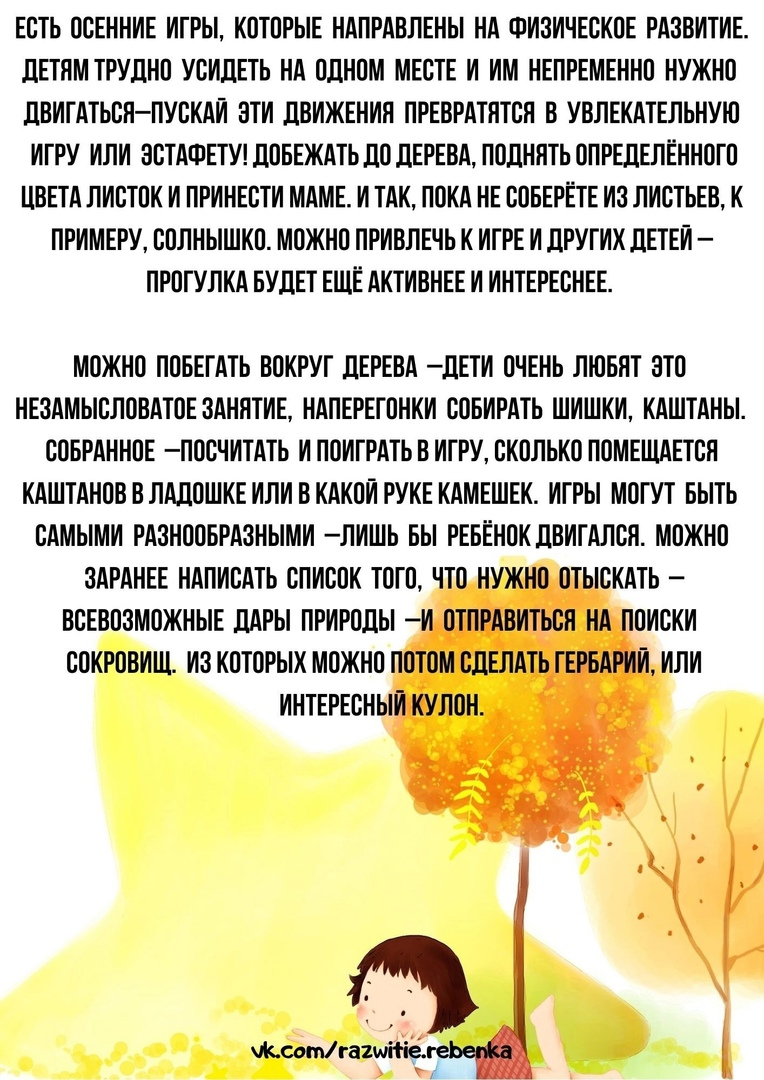 ЕСТЬ ОСЕННИЕ ИГРЫ, КОТОРЫЕ НАПРАВЛЕНЫ НА ФИЗИЧЕСКОЕ РАЗВИТИЕ.
ДЕТЯМ ТРУДНО УСИДЕТЬ НА ОДНОМ МЕСТЕ И ИМ НЕПРЕМЕННО НУЖНО
ДВИГАТЬСЯ–ПУСКАЙ ЭТИ ДВИЖЕНИЯ ПРЕВРАТЯТСЯ В УВЛЕКАТЕЛЬНУЮ
ИГРУ ИЛИ ЭСТАФЕТУ! ДОБЕЖАТЬ ДО ДЕРЕВА, ПОДНЯТЬ ОПРЕДЕЛЁННОГО
ЦВЕТА ЛИСТОК И ПРИНЕСТИ МАМЕ. И ТАК, ПОКА НЕ СОБЕРЁТЕ ИЗ ЛИСТЬЕВ, К
ПРИМЕРУ, СОЛНЫШКО. МОЖНО ПРИВЛЕЧЬ К ИГРЕ И ДРУГИХ ДЕТЕЙ –
ПРОГУЛКА БУДЕТ ЕЩЁ АКТИВНЕЕ И ИНТЕРЕСНЕЕ.
МОЖНО ПОБЕГАТЬ ВОКРУГ ДЕРЕВА –ДЕТИ ОЧЕНЬ ЛЮБЯТ ЭТО
НЕЗАМЫСЛОВАТОЕ ЗАНЯТИЕ, НАПЕРЕГОНКИ СОБИРАТЬ ШИШКИ, КАШТАНЫ.
СОБРАННОЕ –ПОСЧИТАТЬ И ПОИГРАТЬ В ИГРУ, СКОЛЬКО ПОМЕЩАЕТСЯ
КАШТАНОВ В ЛАДОШКЕ ИЛИ В КАКОЙ РУКЕ КАМЕШЕК. ИГРЫ МОГУТ БЫТЬ
САМЫМИ РАЗНООБРАЗНЫМИ –ЛИШЬ БЫ РЕБЁНОК ДВИГАЛСЯ. МОЖНО
ЗАРАНЕЕ НАПИСАТЬ СПИСОК ТОГО, ЧТО НУЖНО ОТЫСКАТЬ –
ВСЕВОЗМОЖНЫЕ ДАРЫ ПРИРОДЫ –И ОТПРАВИТЬСЯ НА ПОИСКИ
СОКРОВИЩ. ИЗ КОТОРЫХ МОЖНО ПОТОМ СДЕЛАТЬ ГЕРБАРИЙ, ИЛИ
ИНТЕРЕСНЫЙ КУЛОН.
vk.com/razwitie.rebenka